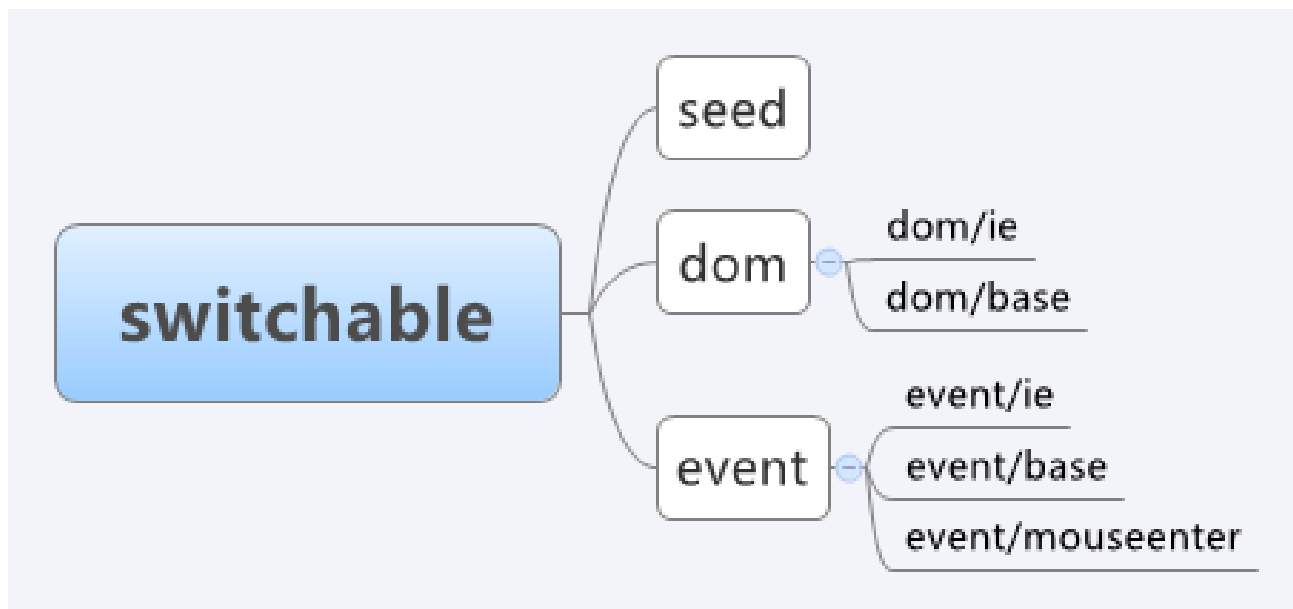 switchable
seed
dom
dom/ie
dom/base
event
event/ie
event/base
event/mouseenter